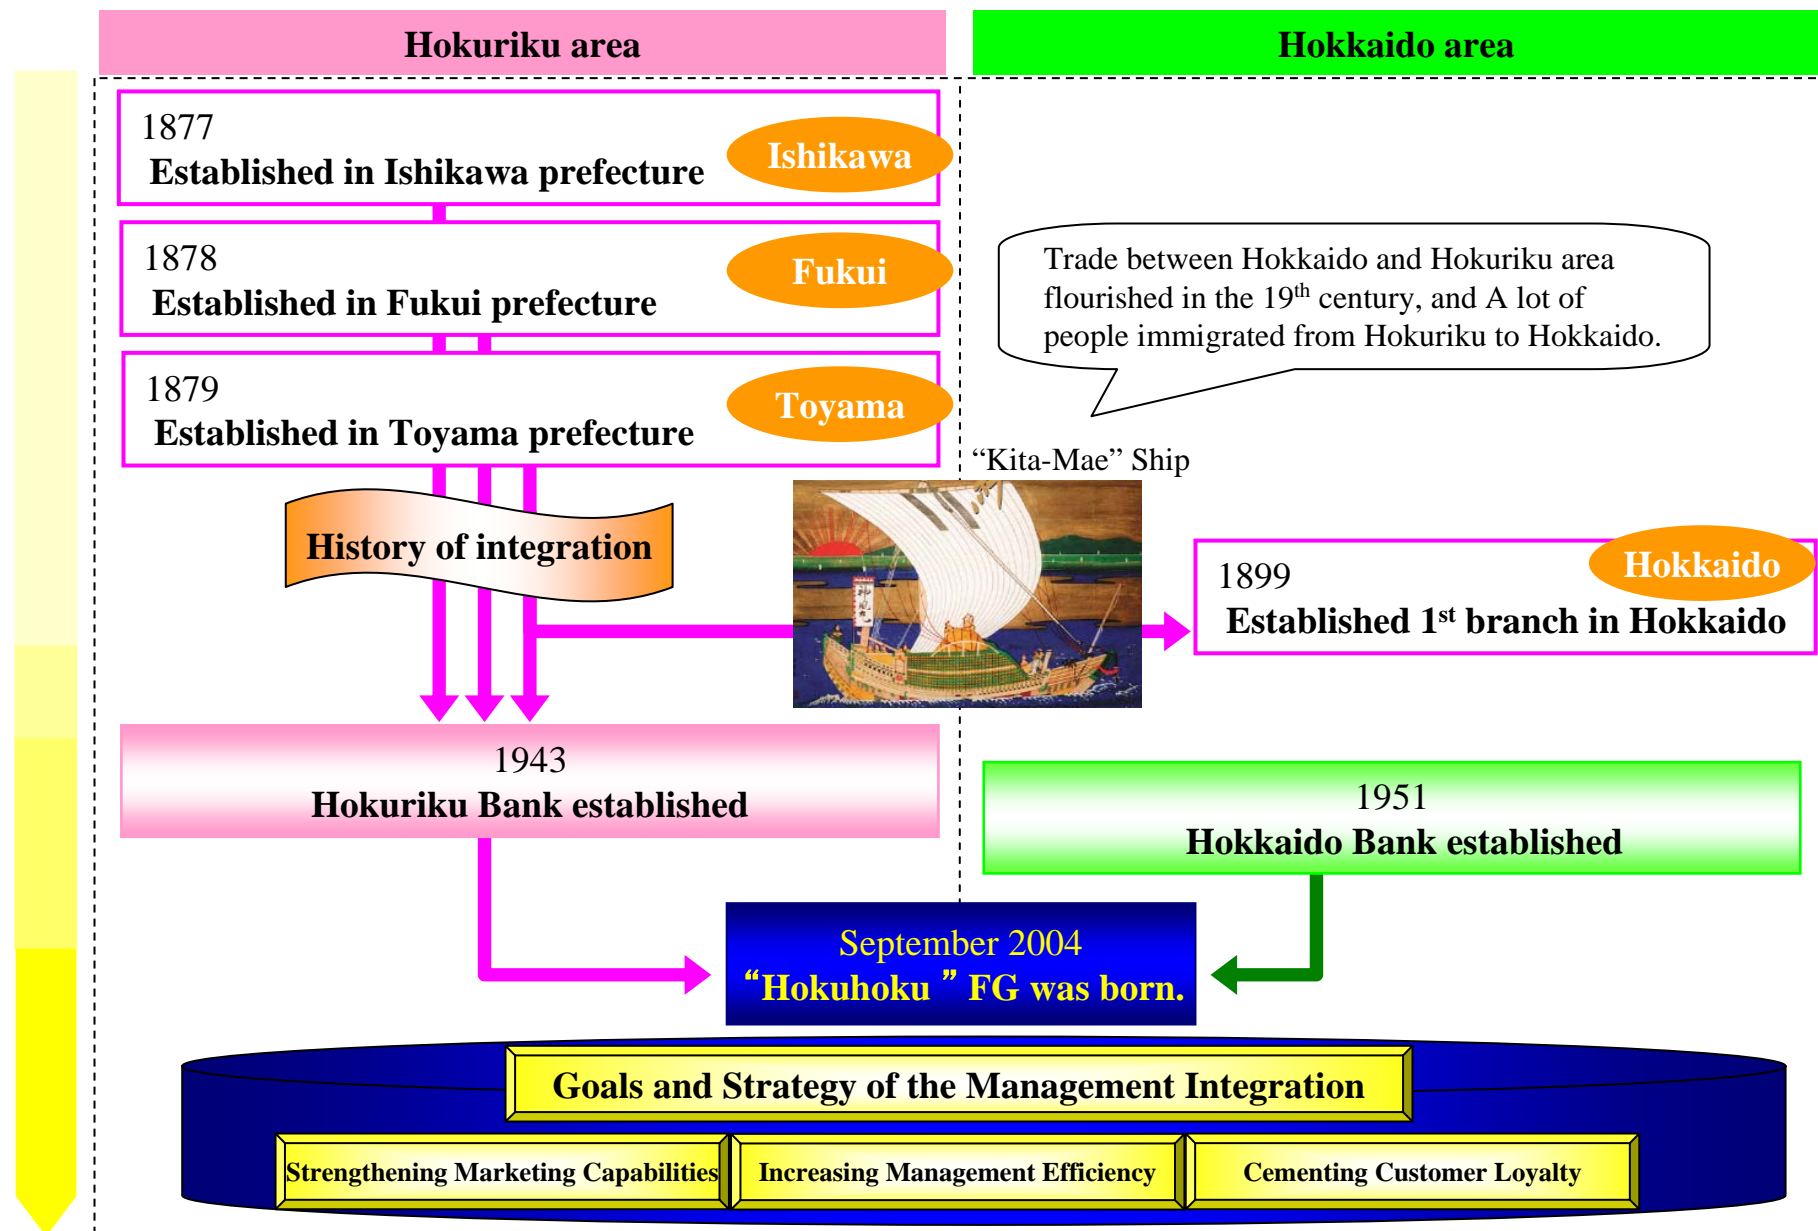 Hokuriku area
Hokkaido area
1877
Established in Ishikawa prefecture
Ishikawa
1878
Established in Fukui prefecture
Fukui
1879
Established in Toyama prefecture
Toyama
Trade between Hokkaido and Hokuriku area
flourished in the 19th century, and A lot of
people immigrated from Hokuriku to Hokkaido.
“Kita-Mae” Ship
History of integration
1899
Established 1st branch in Hokkaido
Hokkaido
1943
Hokuriku Bank established
1951
Hokkaido Bank established
September 2004
“Hokuhoku ” FG was born.
Goals and Strategy of the Management Integration
Strengthening Marketing Capabilities
Increasing Management Efficiency
Cementing Customer Loyalty